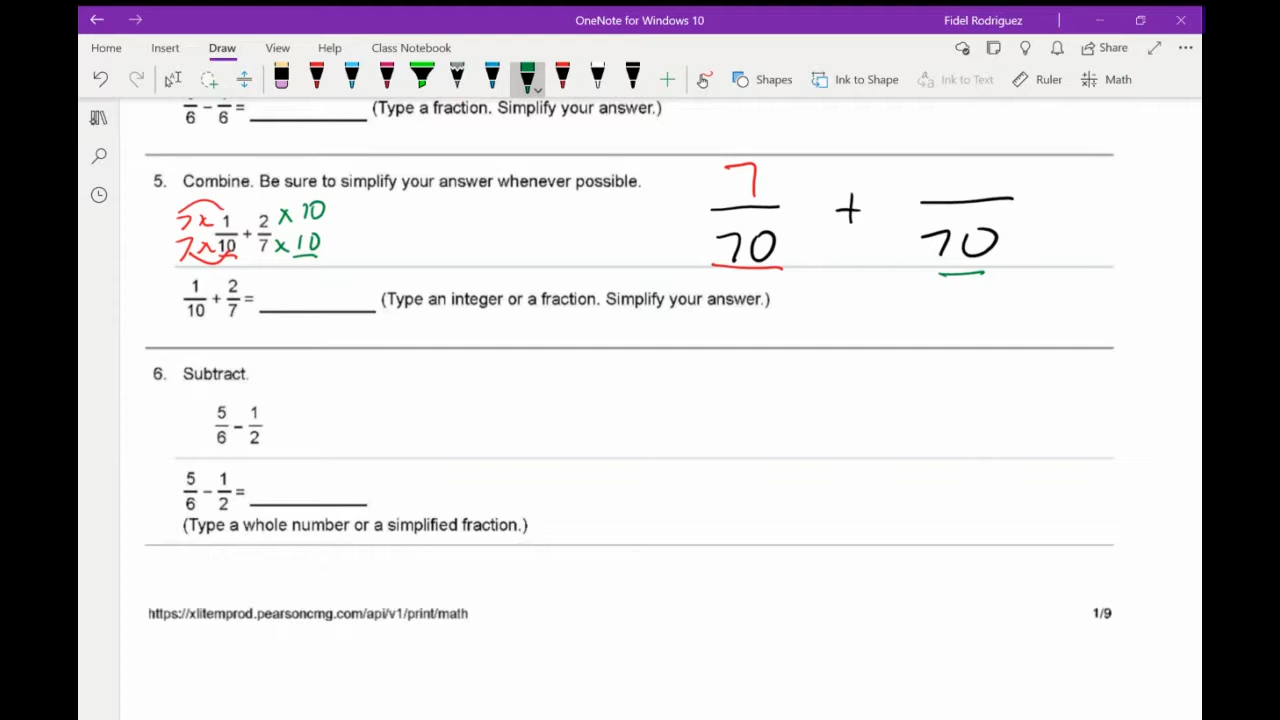 OneNote for Windows 10 Fidel Rodriguez
Home Insert Draw View Help Class Notebook Share
Shapes Ink to Shape Ink to Text Ruler Math
6 - 6 = (Type a fraction. Simplify your answer.)
5. Combine. Be sure to simplify your answer whenever possible.
7 x 1/10 + 2/7 x 10
7 x x 10
7/70 + /70
1/10 + 2/7 = (Type an integer or a fraction. Simplify your answer.)
6. Subtract.
5/6 - 1/2
5/6 - 1/2 =
(Type a whole number or a simplified fraction.)
https://xlitemprod.pearsoncmg.com/api/v1/print/math 1/9